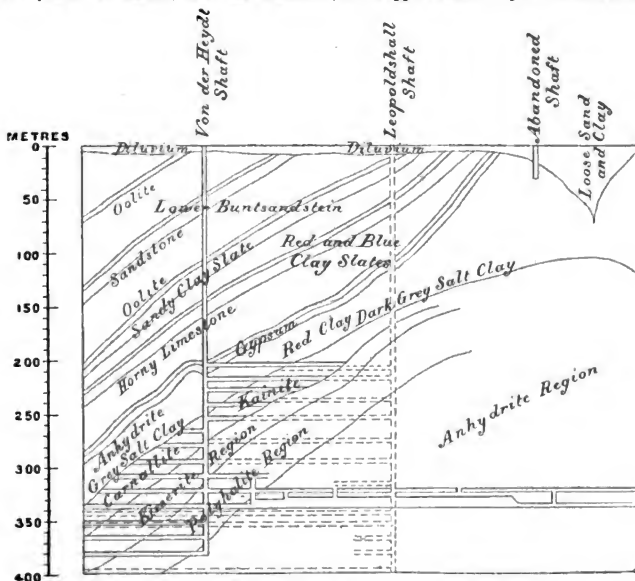 Von der Heydt
Shaft
Leopoldshall
Shaft
Abandoned
Shaft
METRES
Diluvium
Diluvium
Loose Sand
and Clay
0
50
100
150
200
250
300
350
400
Oolite
Lower Buntsandstein
Sandstone
Red and Blue
Clay Slates
Oolite
Sandy Clay Slate
Horny Limestone
Gypsum
Red Clay
Dark Grey Salt Clay
Kainite
Anhydrite Region
Anhydrite
Grey Salt Clay
Carnallite
Kieserite Region
Polyhalite Region